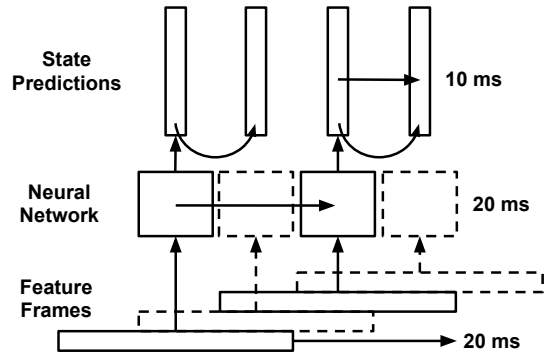 State
Predictions
10 ms
Neural
Network
20 ms
Feature
Frames
20 ms